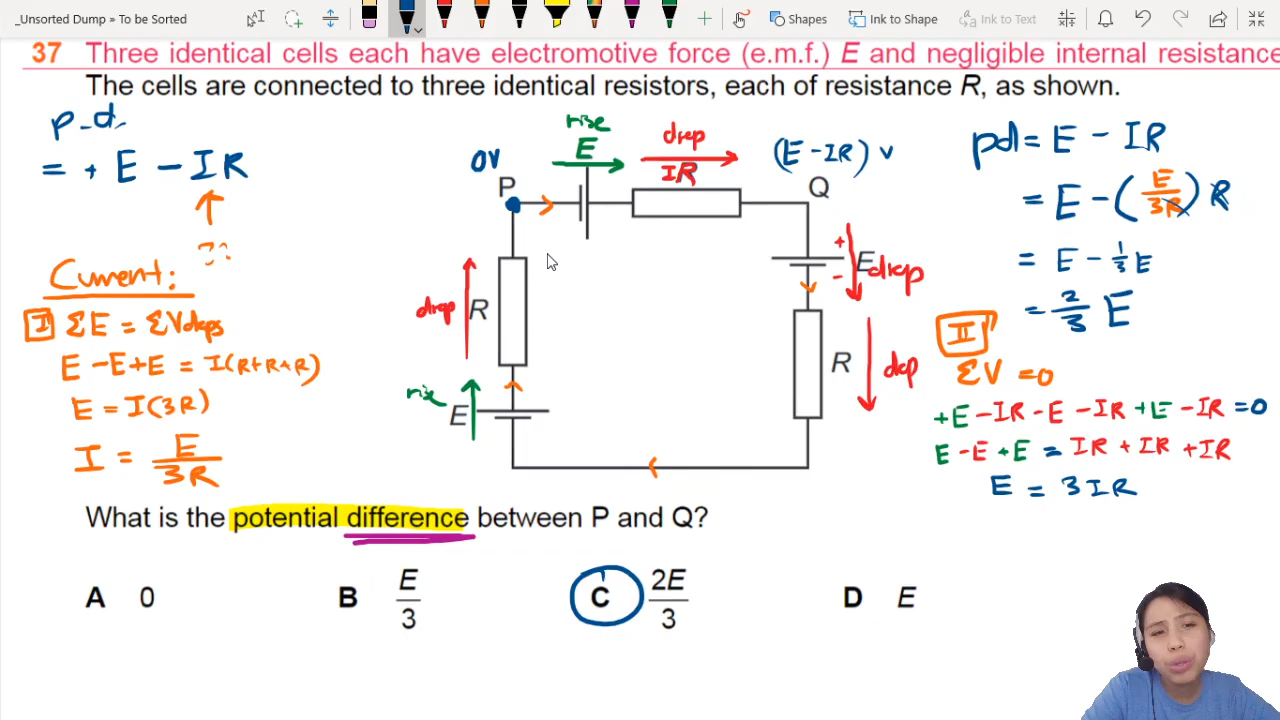 _Unsorted Dump » To be Sorted
Shapes
Ink to Shape
Ink to Text
37 Three identical cells each have electromotive force (e.m.f.) E and negligible internal resistance
The cells are connected to three identical resistors, each of resistance R, as shown.
p-d
= + E - IR
Current:
I ΣE = ΣVdrops
E - E + E = I(R+R+R)
E = I(3R)
I = E/3R
rise
E
drop
IR
0V
P
(E - IR) v
Q
+
-
E
drop
R
drop
drop
R
rise
E
pd = E - IR
= E - (E/3R) R
= E - 1/3 E
= 2/3 E
II
ΣV = 0
+E - IR - E - IR + E - IR = 0
E - E + E = IR + IR + IR
E = 3IR
What is the potential difference between P and Q?
A 0 B E/3 C 2E/3 D E